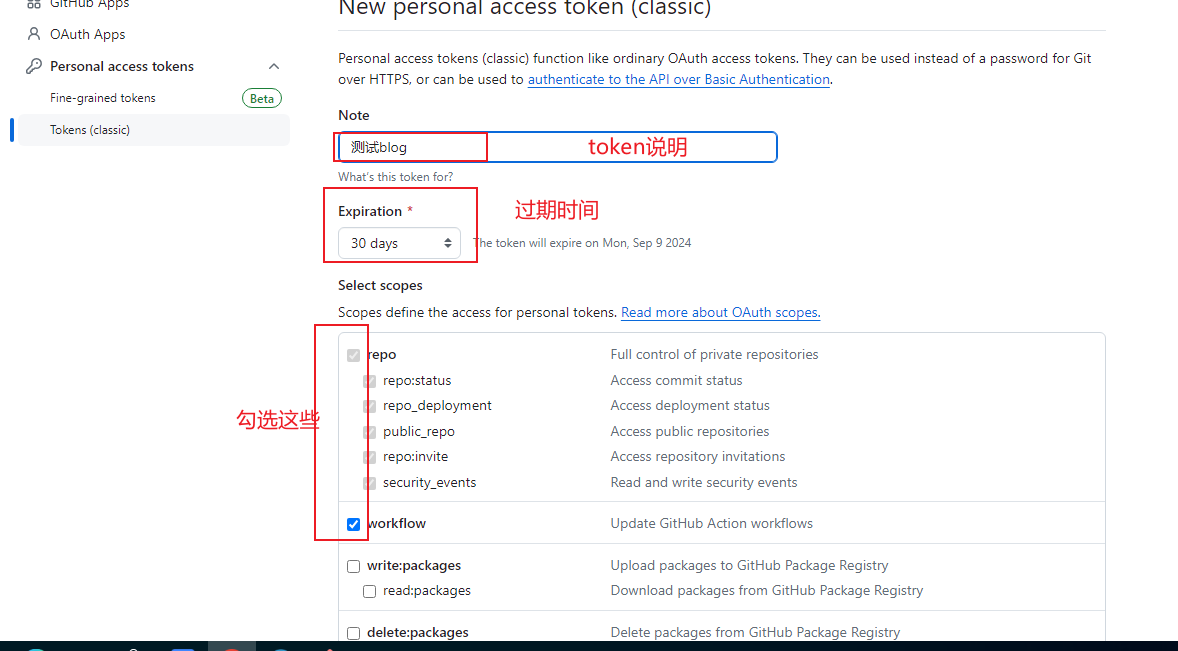 GitHub Apps
OAuth Apps
Personal access tokens
Fine-grained tokens Beta
Tokens (classic)
New personal access token (classic)
Personal access tokens (classic) function like ordinary OAuth access tokens. They can be used instead of a password for Git
over HTTPS, or can be used to authenticate to the API over Basic Authentication.
Note
测试blog token说明
What's this token for?
Expiration * 过期时间
30 days The token will expire on Mon, Sep 9 2024
Select scopes
Scopes define the access for personal tokens. Read more about OAuth scopes.
勾选这些
repo Full control of private repositories
repo:status Access commit status
repo_deployment Access deployment status
public_repo Access public repositories
repo:invite Access repository invitations
security_events Read and write security events
workflow Update GitHub Action workflows
write:packages Upload packages to GitHub Package Registry
read:packages Download packages from GitHub Package Registry
delete:packages Delete packages from GitHub Package Registry